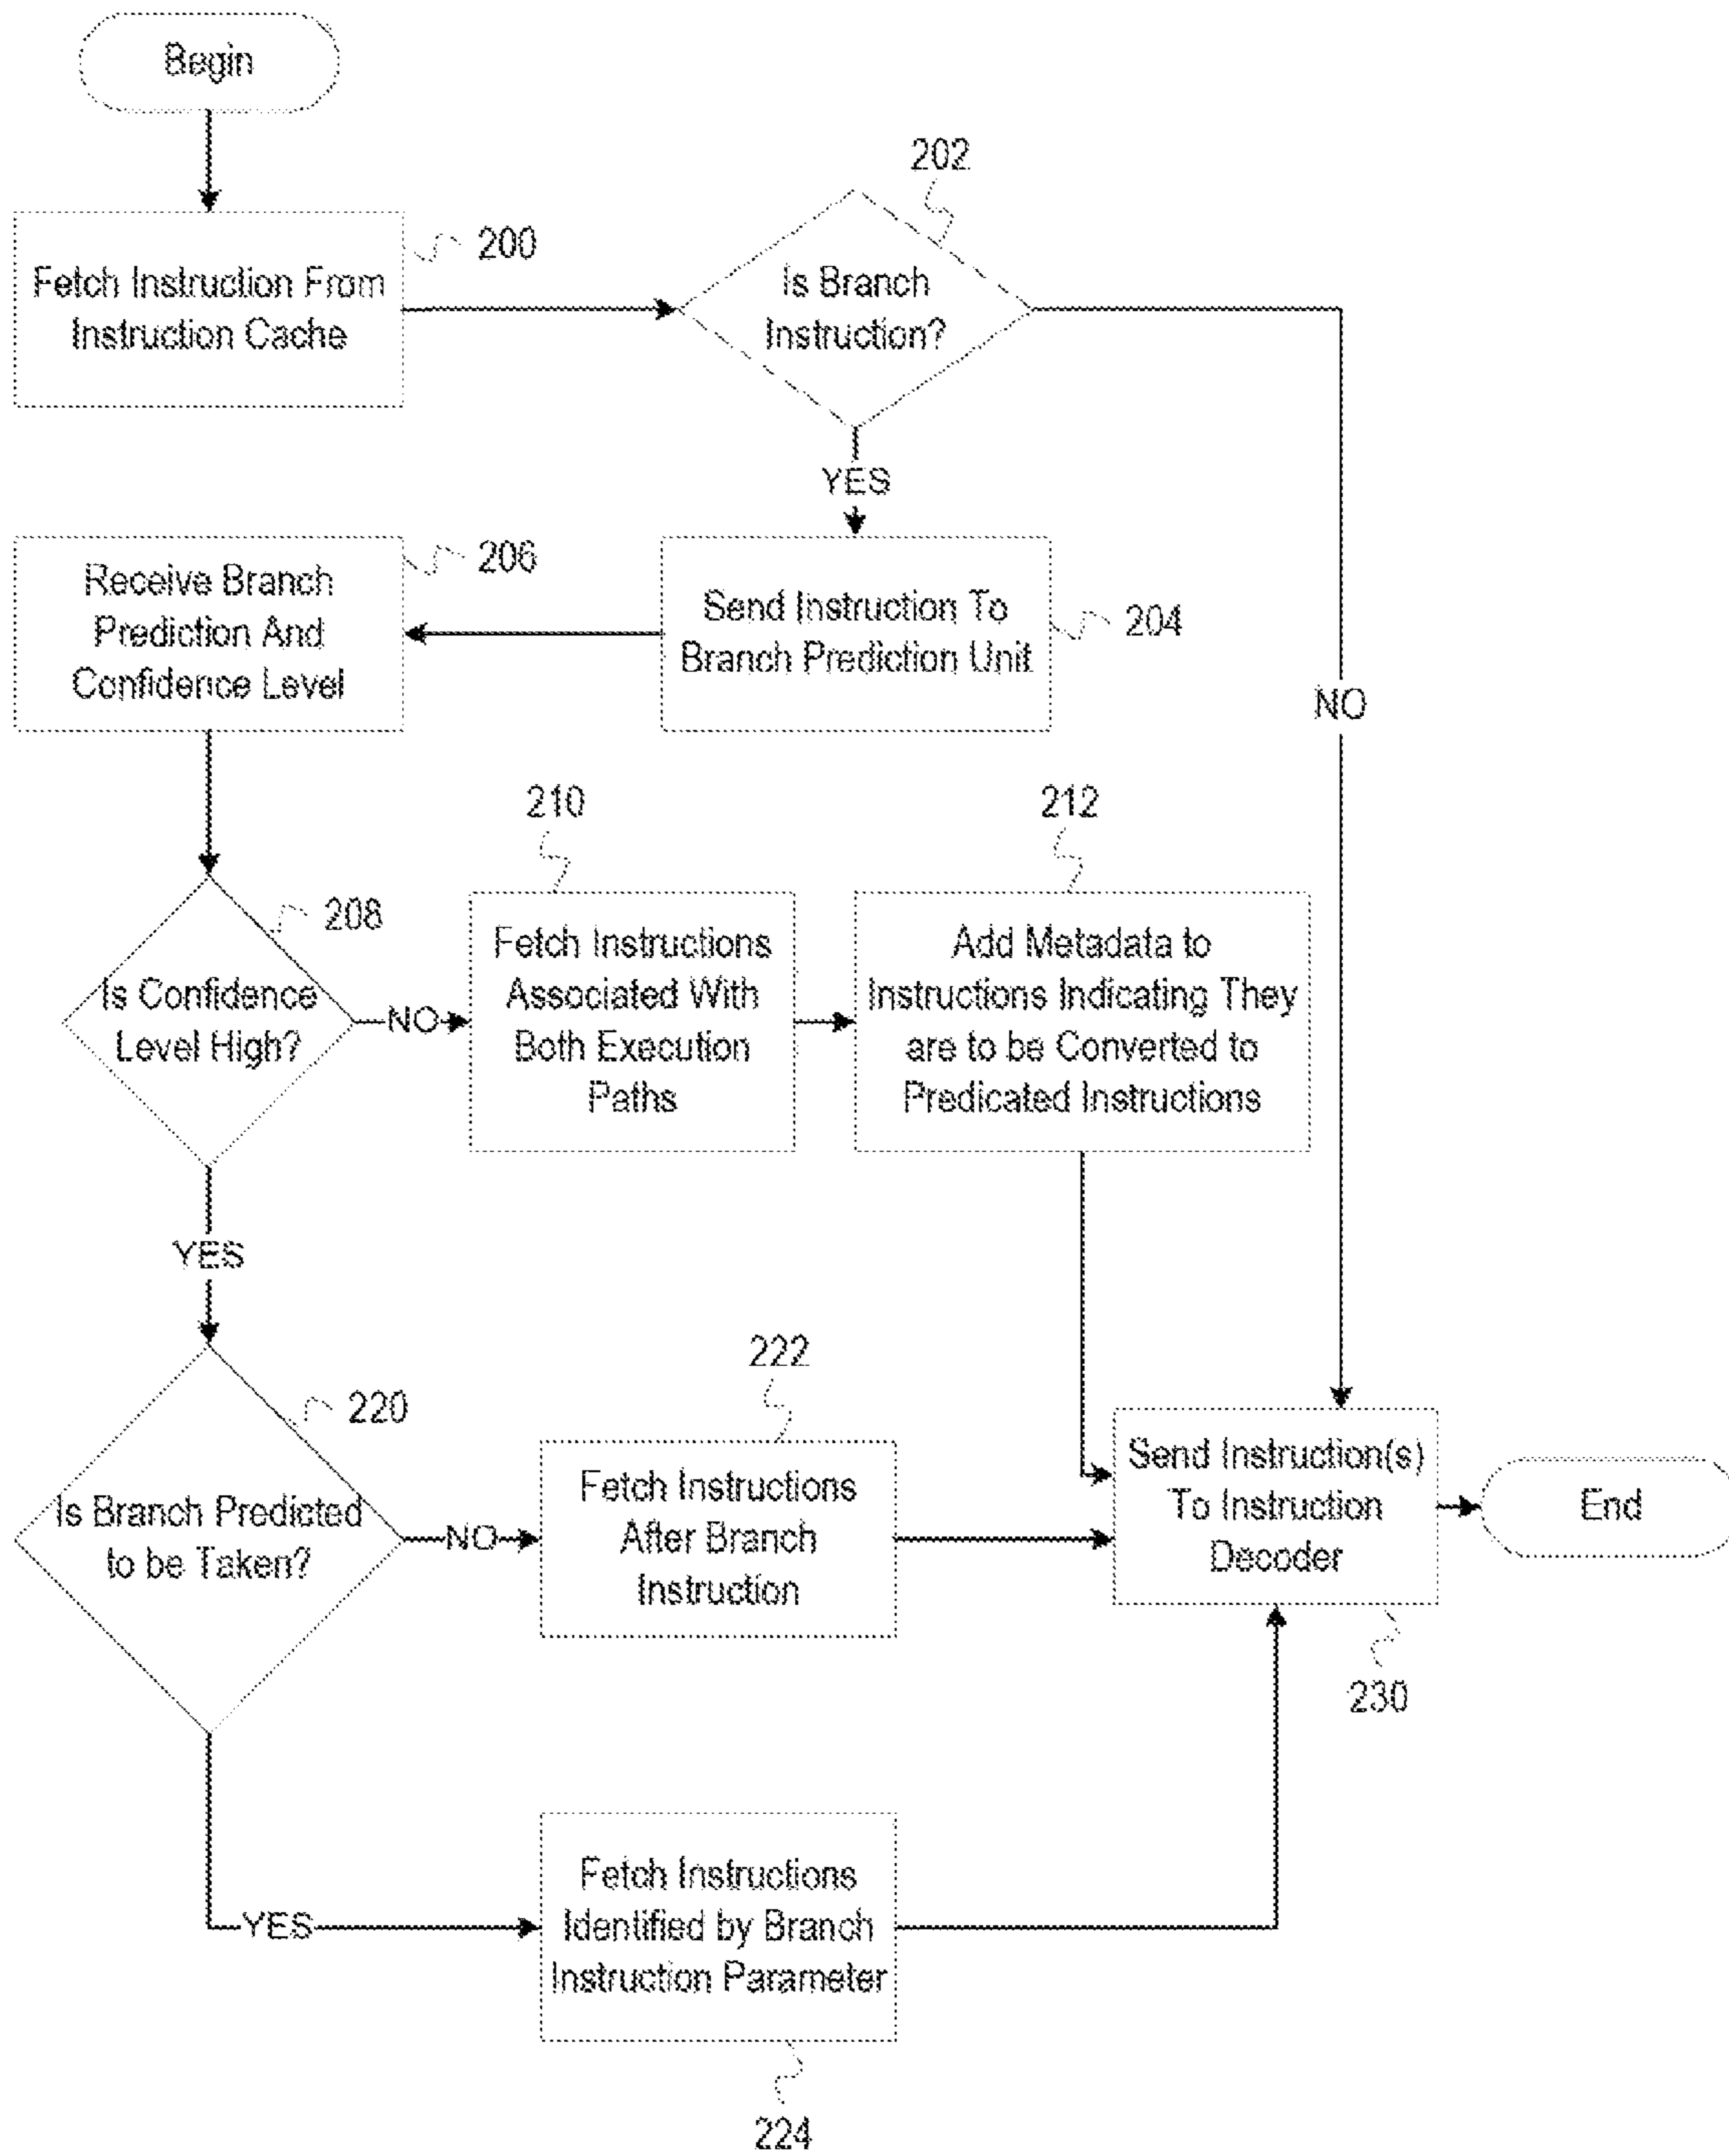 Begin
202
200
Fetch Instruction From
Instruction Cache
Is Branch
Instruction?
YES
206
Receive Branch
Prediction And
Confidence Level
Send Instruction To
Branch Prediction Unit
204
NO
210
212
208
Is Confidence
Level High?
NO
Fetch Instructions
Associated With
Both Execution
Paths
Add Metadata to
Instructions Indicating They
are to be Converted to
Predicated Instructions
YES
222
220
Is Branch Predicted
to be Taken?
NO
Fetch Instructions
After Branch
Instruction
Send Instruction(s)
To Instruction
Decoder
End
230
YES
Fetch Instructions
Identified by Branch
Instruction Parameter
224